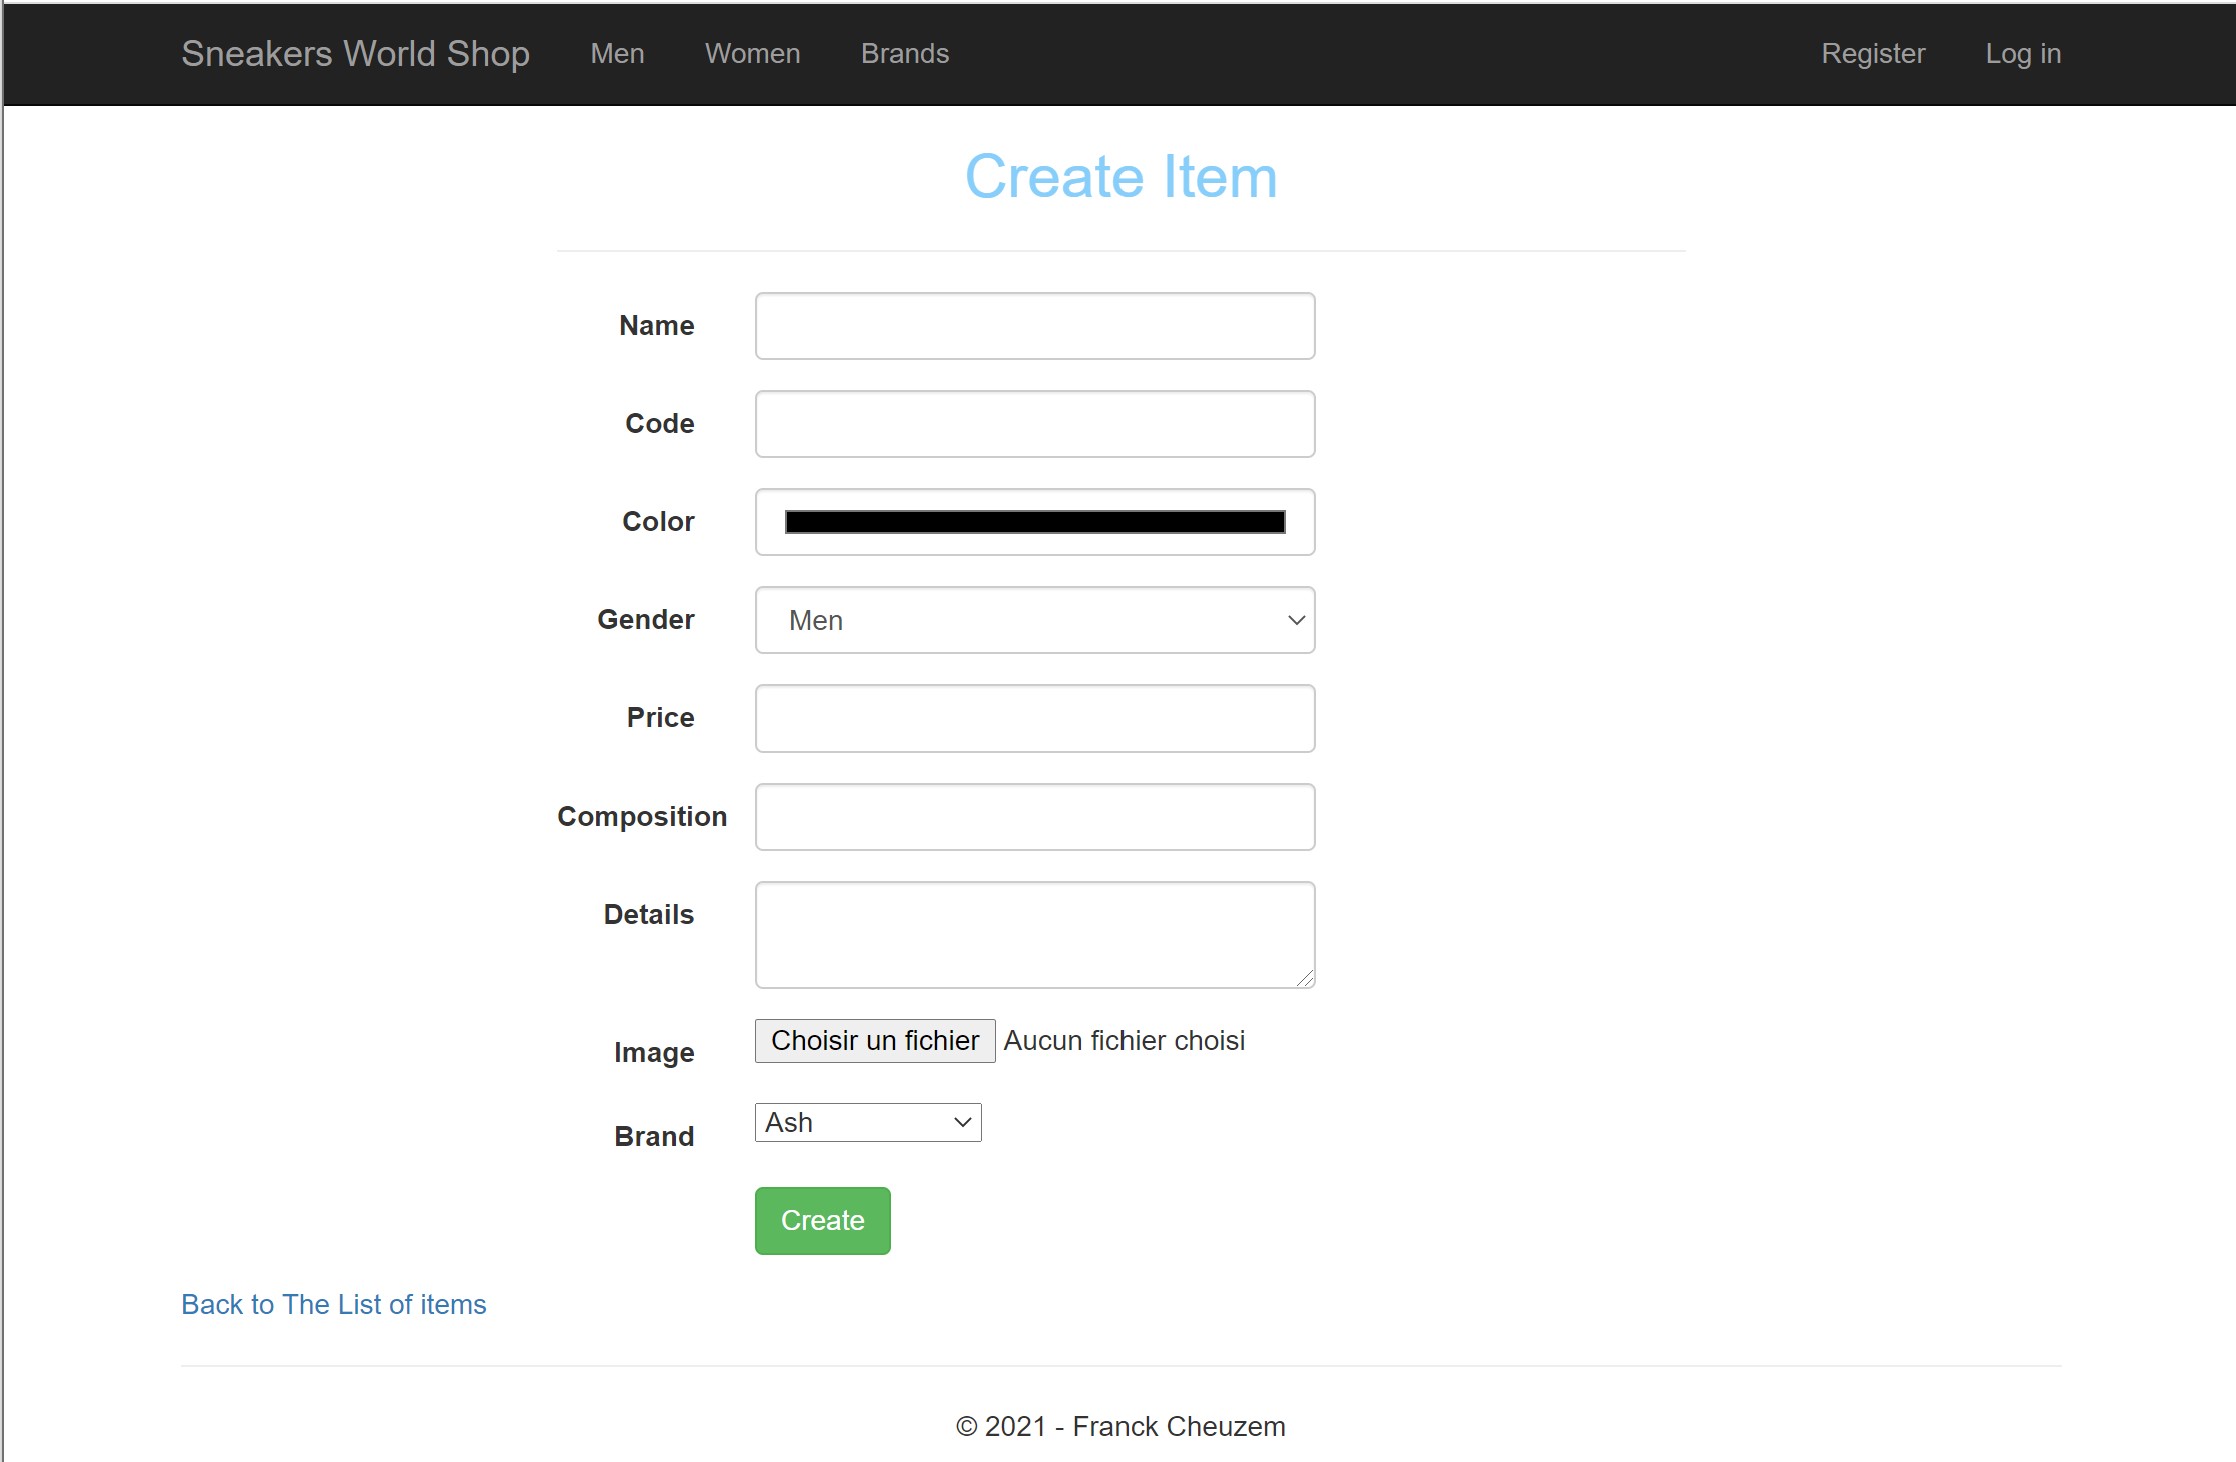 Sneakers World Shop Men Women Brands Register Log in
Create Item
Name
Code
Color
Gender Men
Price
Composition
Details
Image Choisir un fichier Aucun fichier choisi
Brand Ash
Create
Back to The List of items
© 2021 - Franck Cheuzem